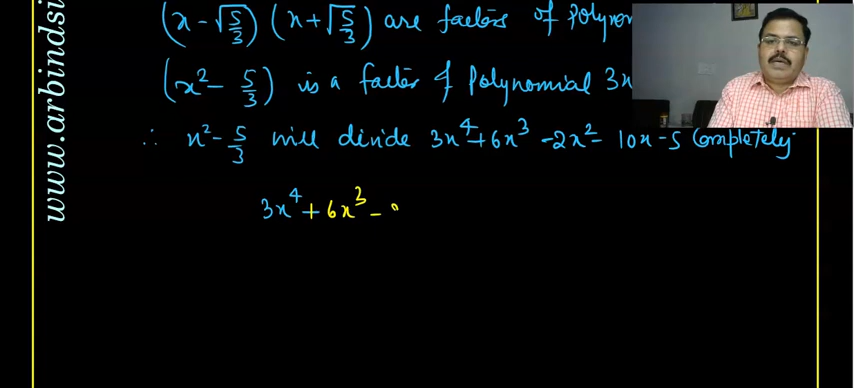 (x - √5/3) (x + √5/3) are factors of Polynom
(x² - 5/3) is a factor of Polynomial 3x
∴ x² - 5/3 will divide 3x⁴+6x³ -2x² - 10x -5 Completely
3x⁴ + 6x³ -
www.arbindsi